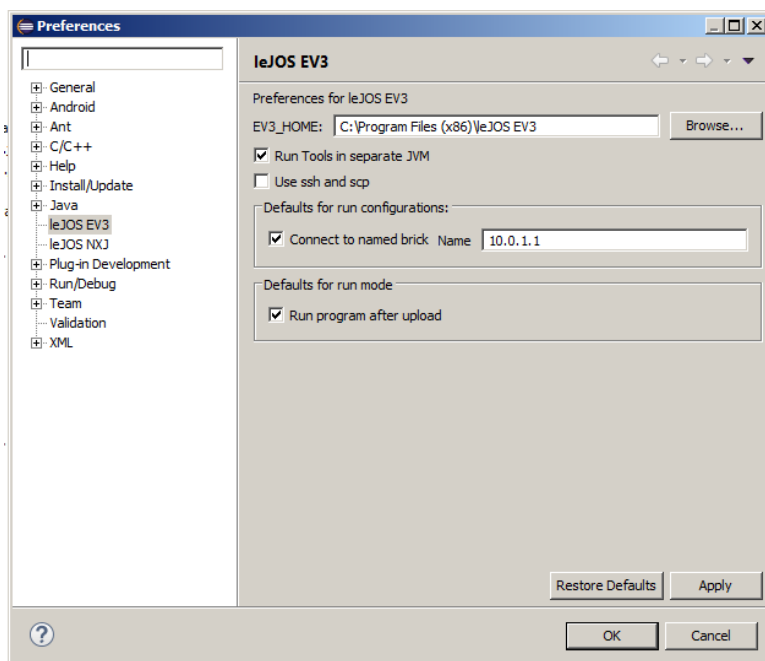 Preferences
leJOS EV3
General
Android
Ant
C/C++
Help
Install/Update
Java
leJOS EV3
leJOS NXJ
Plug-in Development
Run/Debug
Team
Validation
XML
Preferences for leJOS EV3
EV3_HOME: C:\Program Files (x86)\leJOS EV3 Browse...
Run Tools in separate JVM
Use ssh and scp
Defaults for run configurations:
Connect to named brick Name 10.0.1.1
Defaults for run mode
Run program after upload
Restore Defaults Apply
OK Cancel